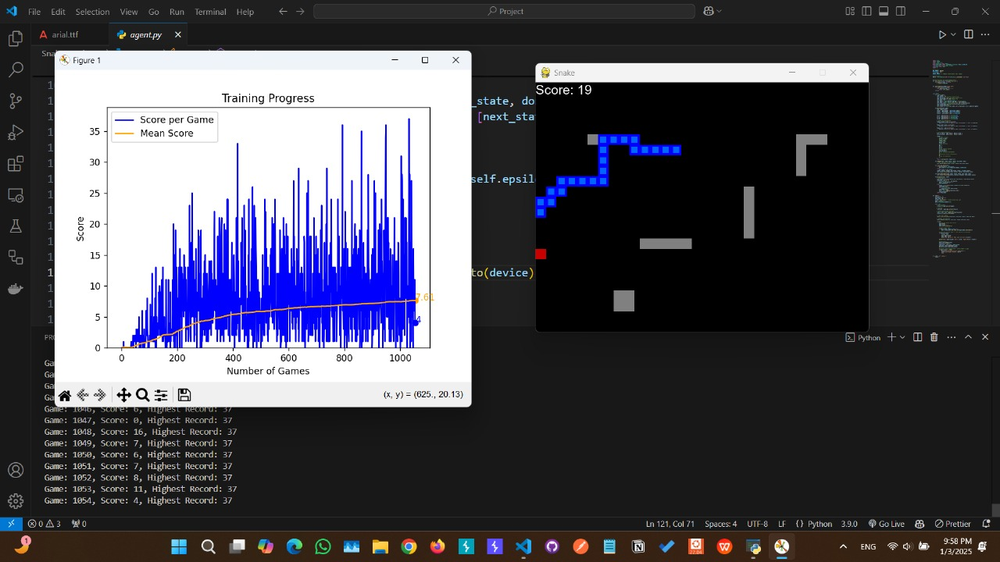 File Edit Selection View Go Run Terminal Help
Project
arial.ttf
agent.py
Sna
Figure 1
Training Progress
Score per Game
Mean Score
35
30
25
20
15
10
5
0
Score
7.61
4
0 200 400 600 800 1000
Number of Games
(x, y) = (625., 20.13)
_state, do
[next_sta
self.epsil
to(device)
Snake
Score: 19
Python
Game: 1046, Score: 6, Highest Record: 37
Game: 1047, Score: 0, Highest Record: 37
Game: 1048, Score: 16, Highest Record: 37
Game: 1049, Score: 7, Highest Record: 37
Game: 1050, Score: 6, Highest Record: 37
Game: 1051, Score: 7, Highest Record: 37
Game: 1052, Score: 8, Highest Record: 37
Game: 1053, Score: 11, Highest Record: 37
Game: 1054, Score: 4, Highest Record: 37
0 3 0 Ln 121, Col 71 Spaces: 4 UTF-8 LF Python 3.9.0 Go Live Prettier
1
22.04
ENG
9:58 PM
1/3/2025